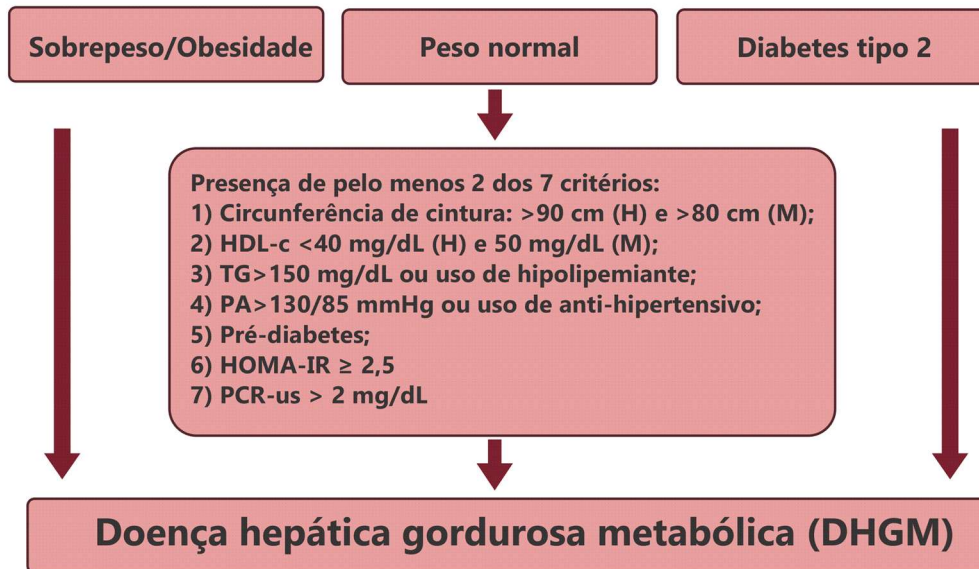 Sobrepeso/Obesidade
Peso normal
Diabetes tipo 2
Presença de pelo menos 2 dos 7 critérios:
1) Circunferência de cintura: >90 cm (H) e >80 cm (M);
2) HDL-c <40 mg/dL (H) e 50 mg/dL (M);
3) TG>150 mg/dL ou uso de hipolipemiante;
4) PA>130/85 mmHg ou uso de anti-hipertensivo;
5) Pré-diabetes;
6) HOMA-IR ≥ 2,5
7) PCR-us > 2 mg/dL
Doença hepática gordurosa metabólica (DHGM)